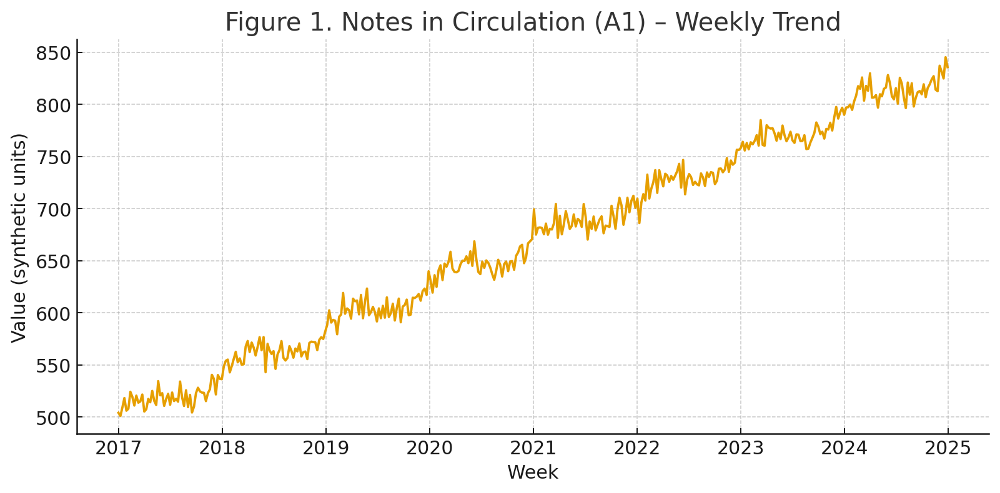 Figure 1. Notes in Circulation (A1) – Weekly Trend
Value (synthetic units)
850
800
750
700
650
600
550
500
2017 2018 2019 2020 2021 2022 2023 2024 2025
Week